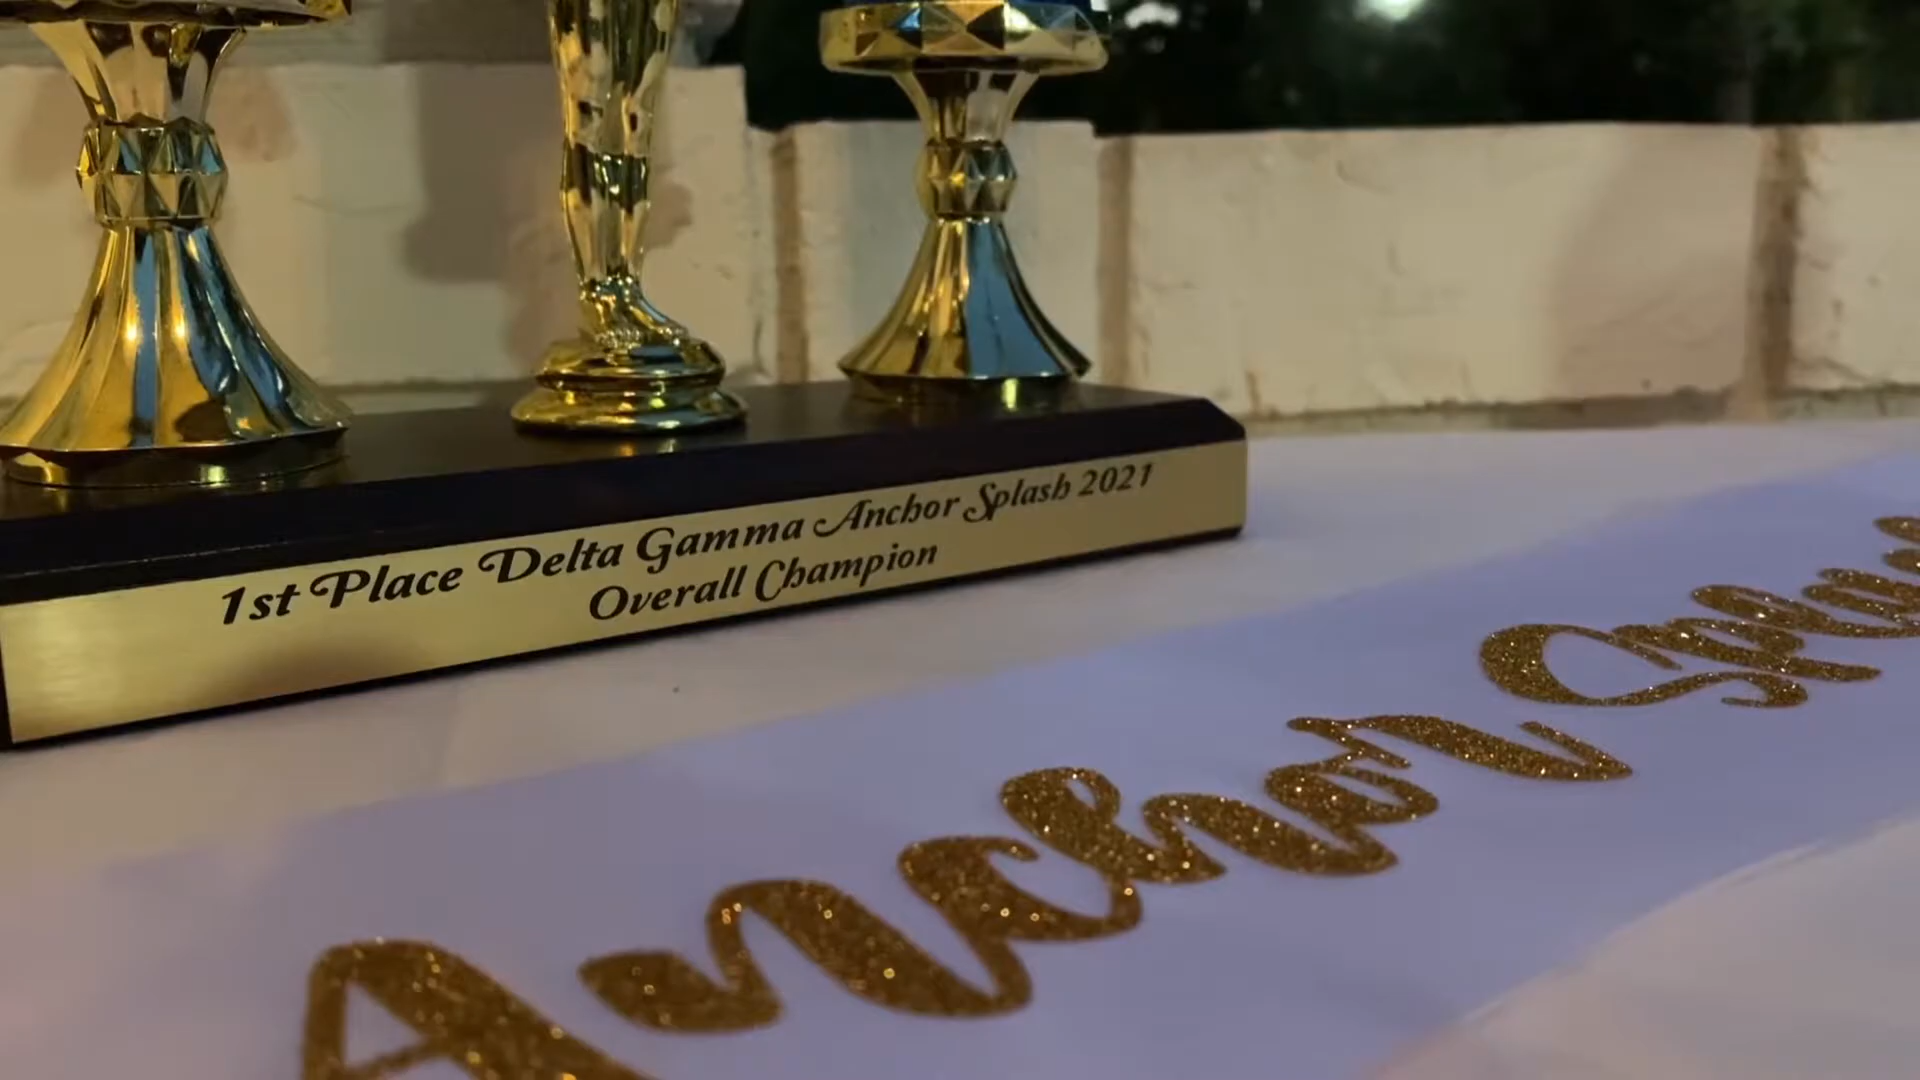 1st Place Delta Gamma Anchor Splash 2021
Overall Champion
Anchor